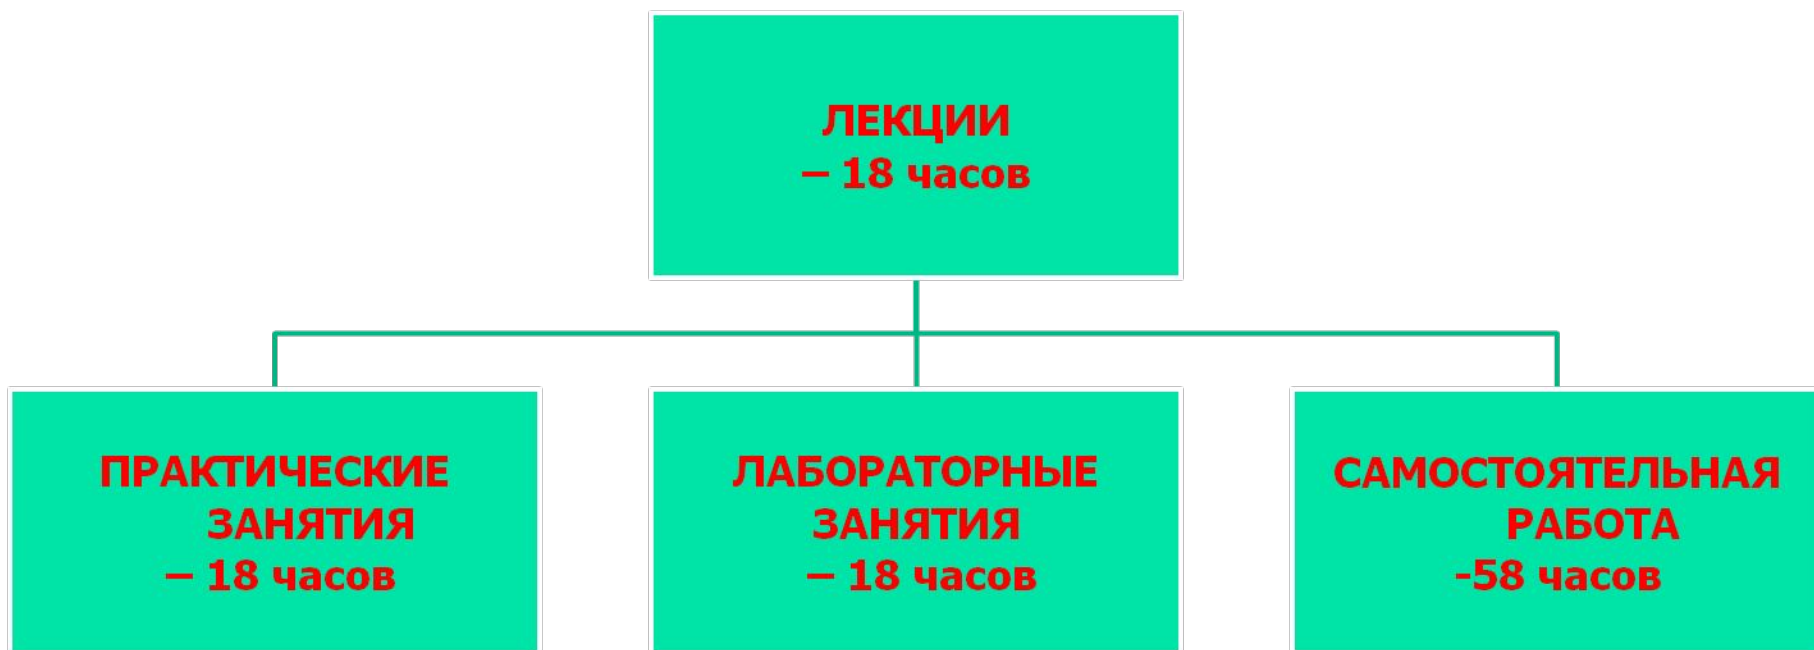 ЛЕКЦИИ
– 18 часов
ПРАКТИЧЕСКИЕ
ЗАНЯТИЯ
– 18 часов
ЛАБОРАТОРНЫЕ
ЗАНЯТИЯ
– 18 часов
САМОСТОЯТЕЛЬНАЯ
РАБОТА
-58 часов